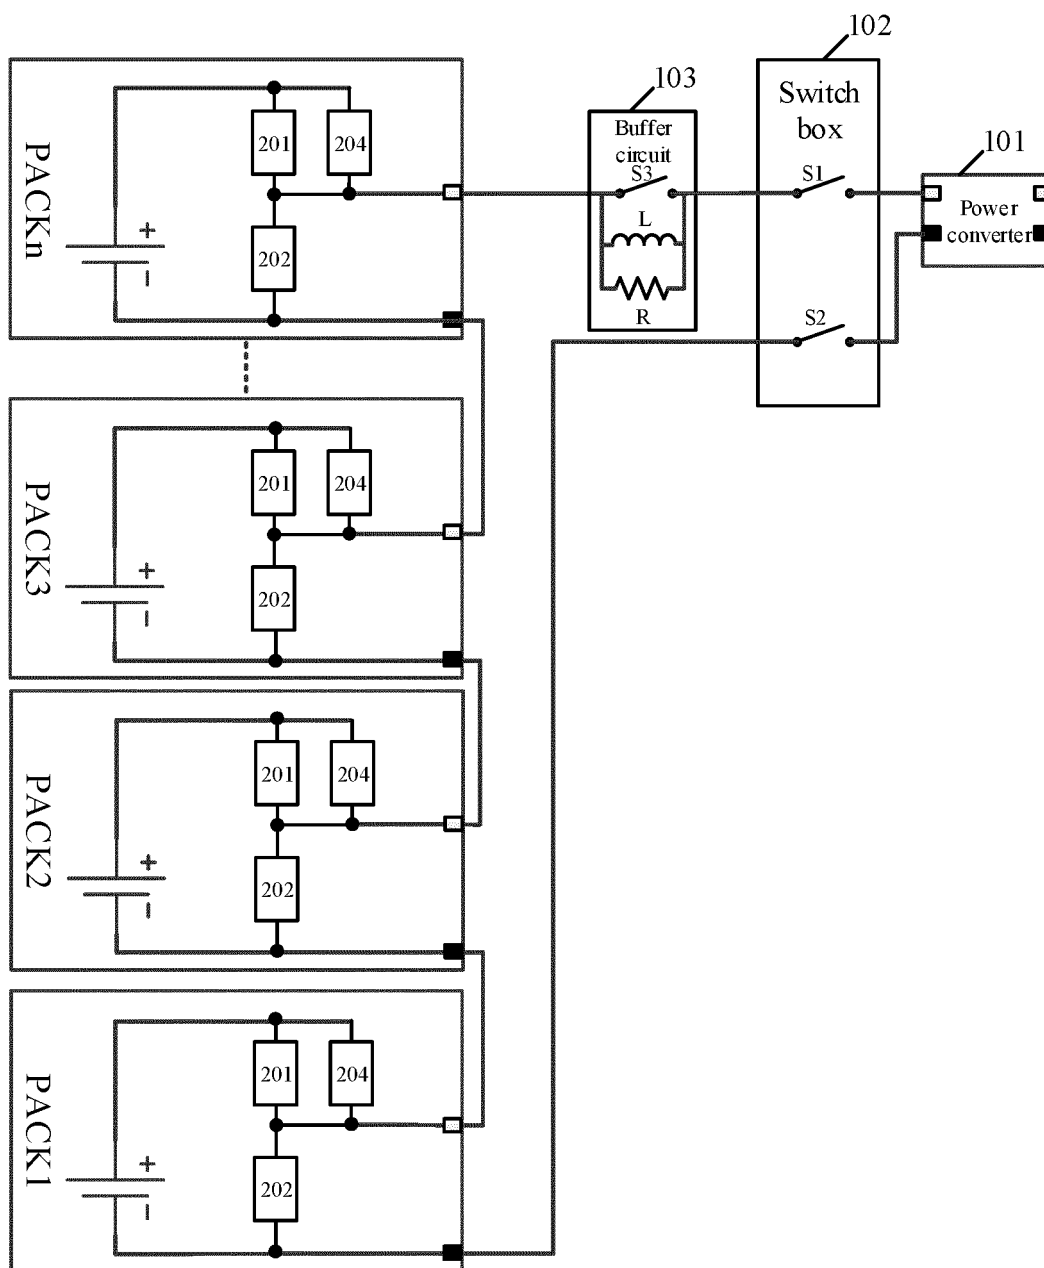 102
103
Switch
box
101
PACKn
201
204
Buffer
circuit
S3
S1
L
Power
converter
+
202
−
R
S2
PACK3
201
204
+
202
−
PACK2
201
204
+
202
−
PACK1
201
204
+
202
−